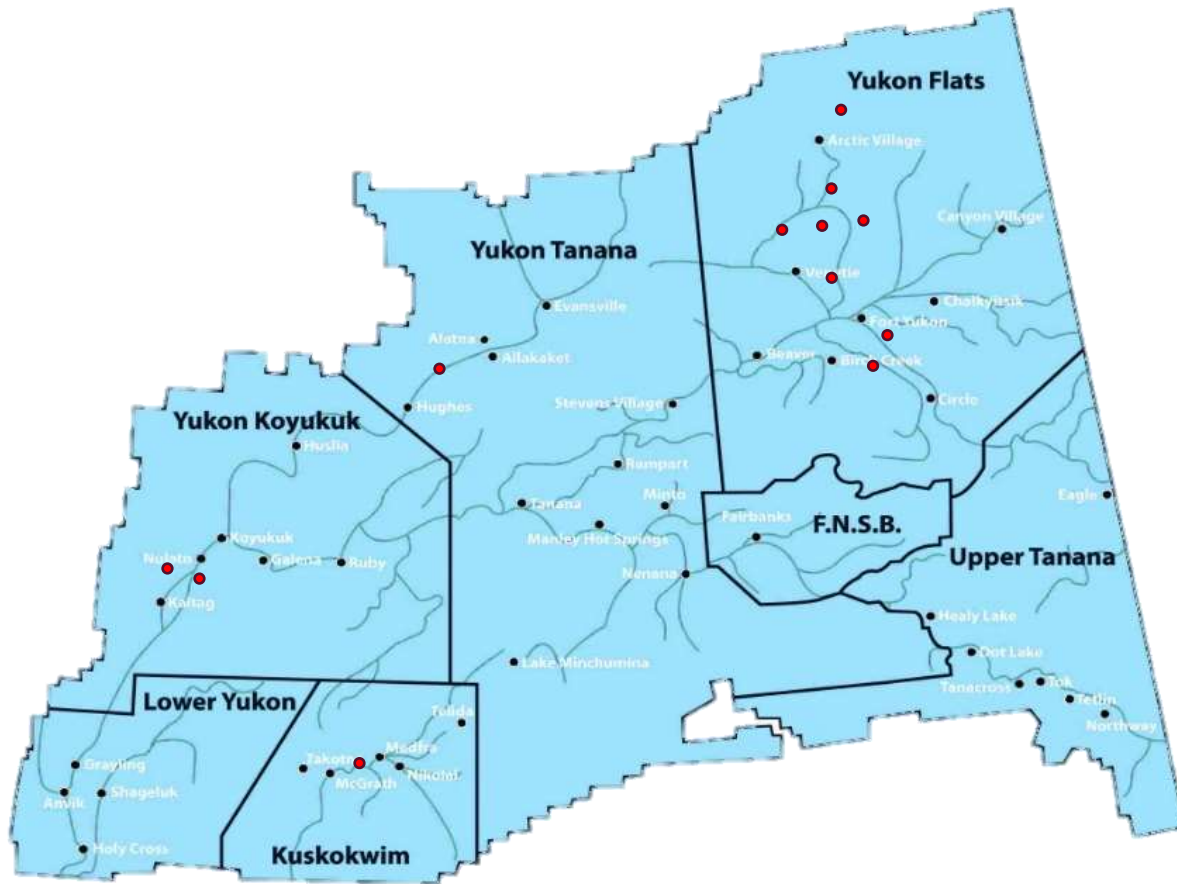 Yukon Flats
Arctic Village
Canyon Village
Yukon Tanana
Venetie
Evansville
Chalkyitsik
Fort Yukon
Alatna
Allakaket
Beaver
Birch Creek
Hughes
Stevens Village
Circle
Yukon Koyukuk
Huslia
Rampart
Eagle
Tanana
Minto
Fairbanks
F.N.S.B.
Manley Hot Springs
Koyukuk
Nulato
Galena
Ruby
Upper Tanana
Nenana
Kaltag
Healy Lake
Dot Lake
Lake Minchumina
Tanacross
Tok
Tetlin
Lower Yukon
Northway
Telida
Medfra
Grayling
McGrath
Nikolai
Anvik
Shageluk
Holy Cross
Kuskokwim